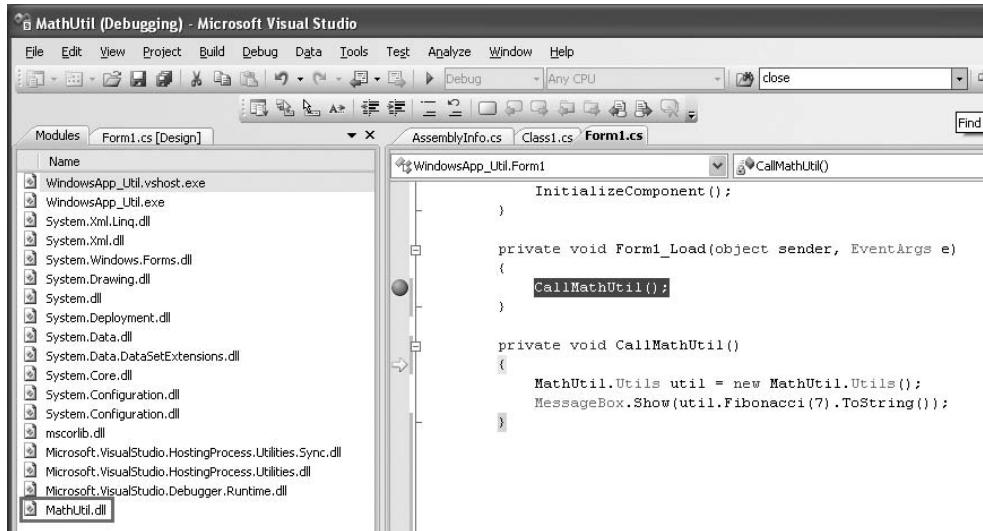 MathUtil (Debugging) - Microsoft Visual Studio
File Edit View Project Build Debug Data Tools Test Analyze Window Help
Debug Any CPU close
Find
Modules Form1.cs [Design]
Name
WindowsApp_Util.vshost.exe
WindowsApp_Util.exe
System.Xml.Linq.dll
System.Xml.dll
System.Windows.Forms.dll
System.Drawing.dll
System.dll
System.Deployment.dll
System.Data.dll
System.Data.DataSetExtensions.dll
System.Core.dll
System.Configuration.dll
System.Configuration.dll
mscorlib.dll
Microsoft.VisualStudio.HostingProcess.Utilities.Sync.dll
Microsoft.VisualStudio.HostingProcess.Utilities.dll
Microsoft.VisualStudio.Debugger.Runtime.dll
MathUtil.dll
AssemblyInfo.cs Class1.cs Form1.cs
WindowsApp_Util.Form1 CallMathUtil()
InitializeComponent();
}
private void Form1_Load(object sender, EventArgs e)
{
CallMathUtil();
}
private void CallMathUtil()
{
MathUtil.Utils util = new MathUtil.Utils();
MessageBox.Show(util.Fibonacci(7).ToString());
}